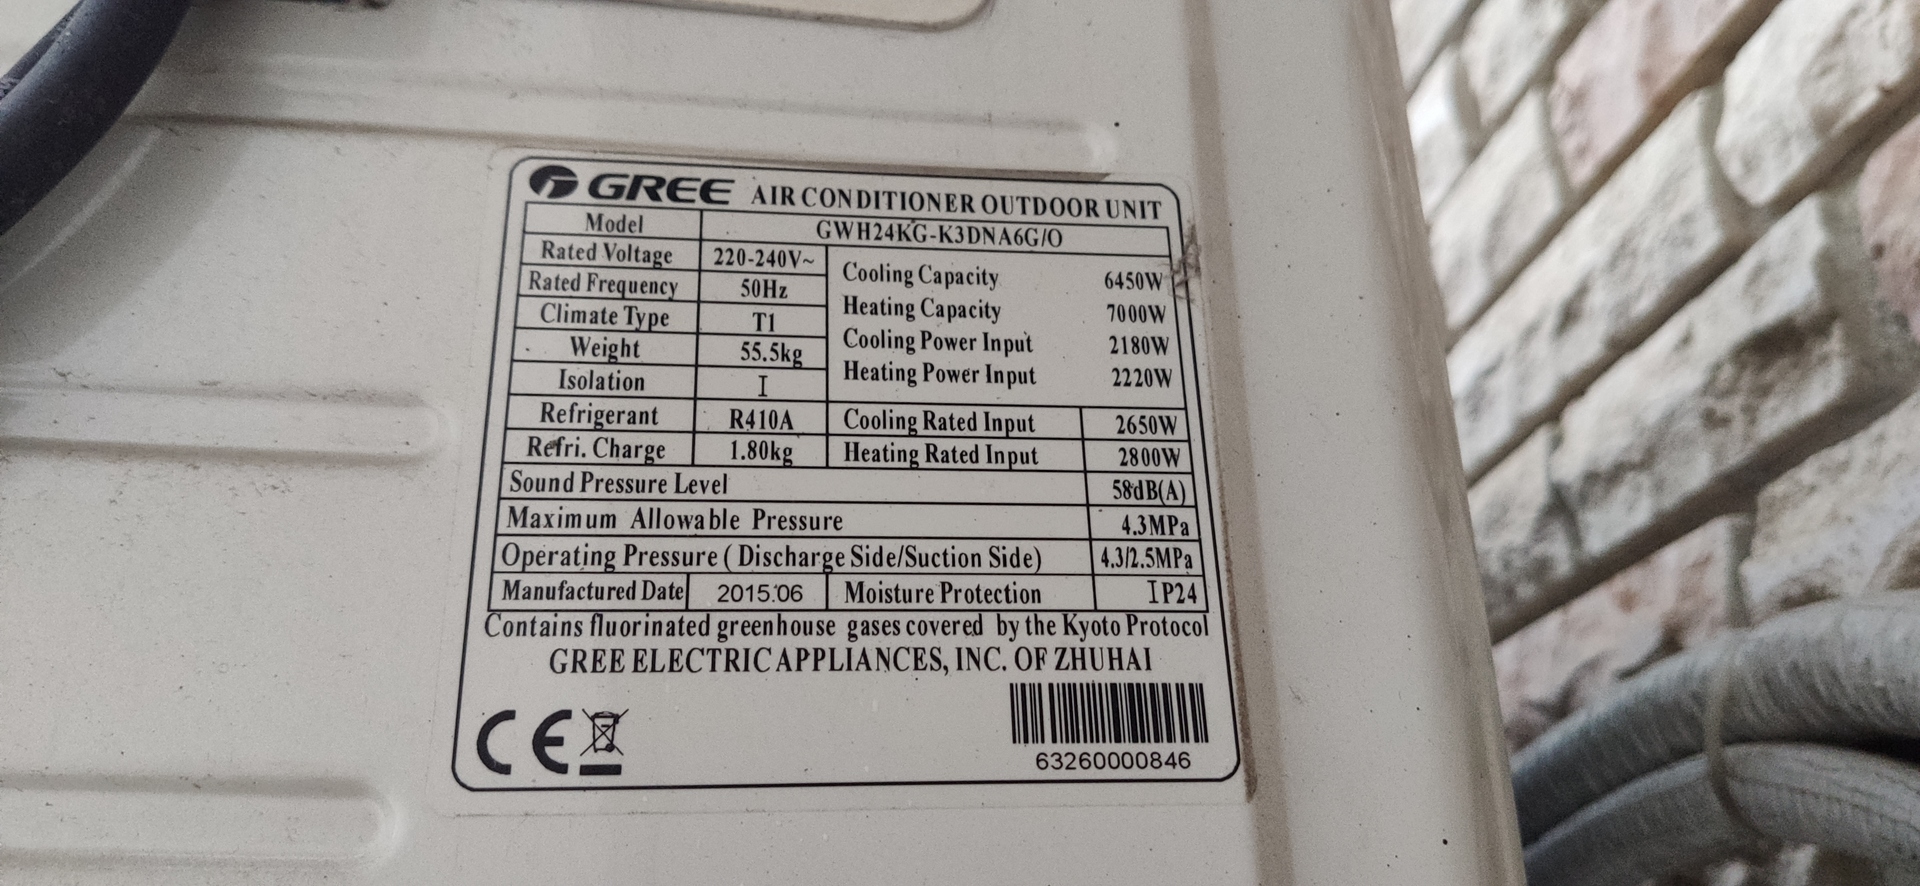 GREE AIR CONDITIONER OUTDOOR UNIT
Model GWH24KG-K3DNA6G/O
Rated Voltage 220-240V~
Rated Frequency 50Hz
Climate Type T1
Weight 55.5kg
Isolation I
Cooling Capacity 6450W
Heating Capacity 7000W
Cooling Power Input 2180W
Heating Power Input 2220W
Refrigerant R410A Cooling Rated Input 2650W
Refri. Charge 1.80kg Heating Rated Input 2800W
Sound Pressure Level 58dB(A)
Maximum Allowable Pressure 4.3MPa
Operating Pressure ( Discharge Side/Suction Side) 4.3/2.5MPa
Manufactured Date 2015.06 Moisture Protection IP24
Contains fluorinated greenhouse gases covered by the Kyoto Protocol
GREE ELECTRIC APPLIANCES, INC. OF ZHUHAI
CE
63260000846